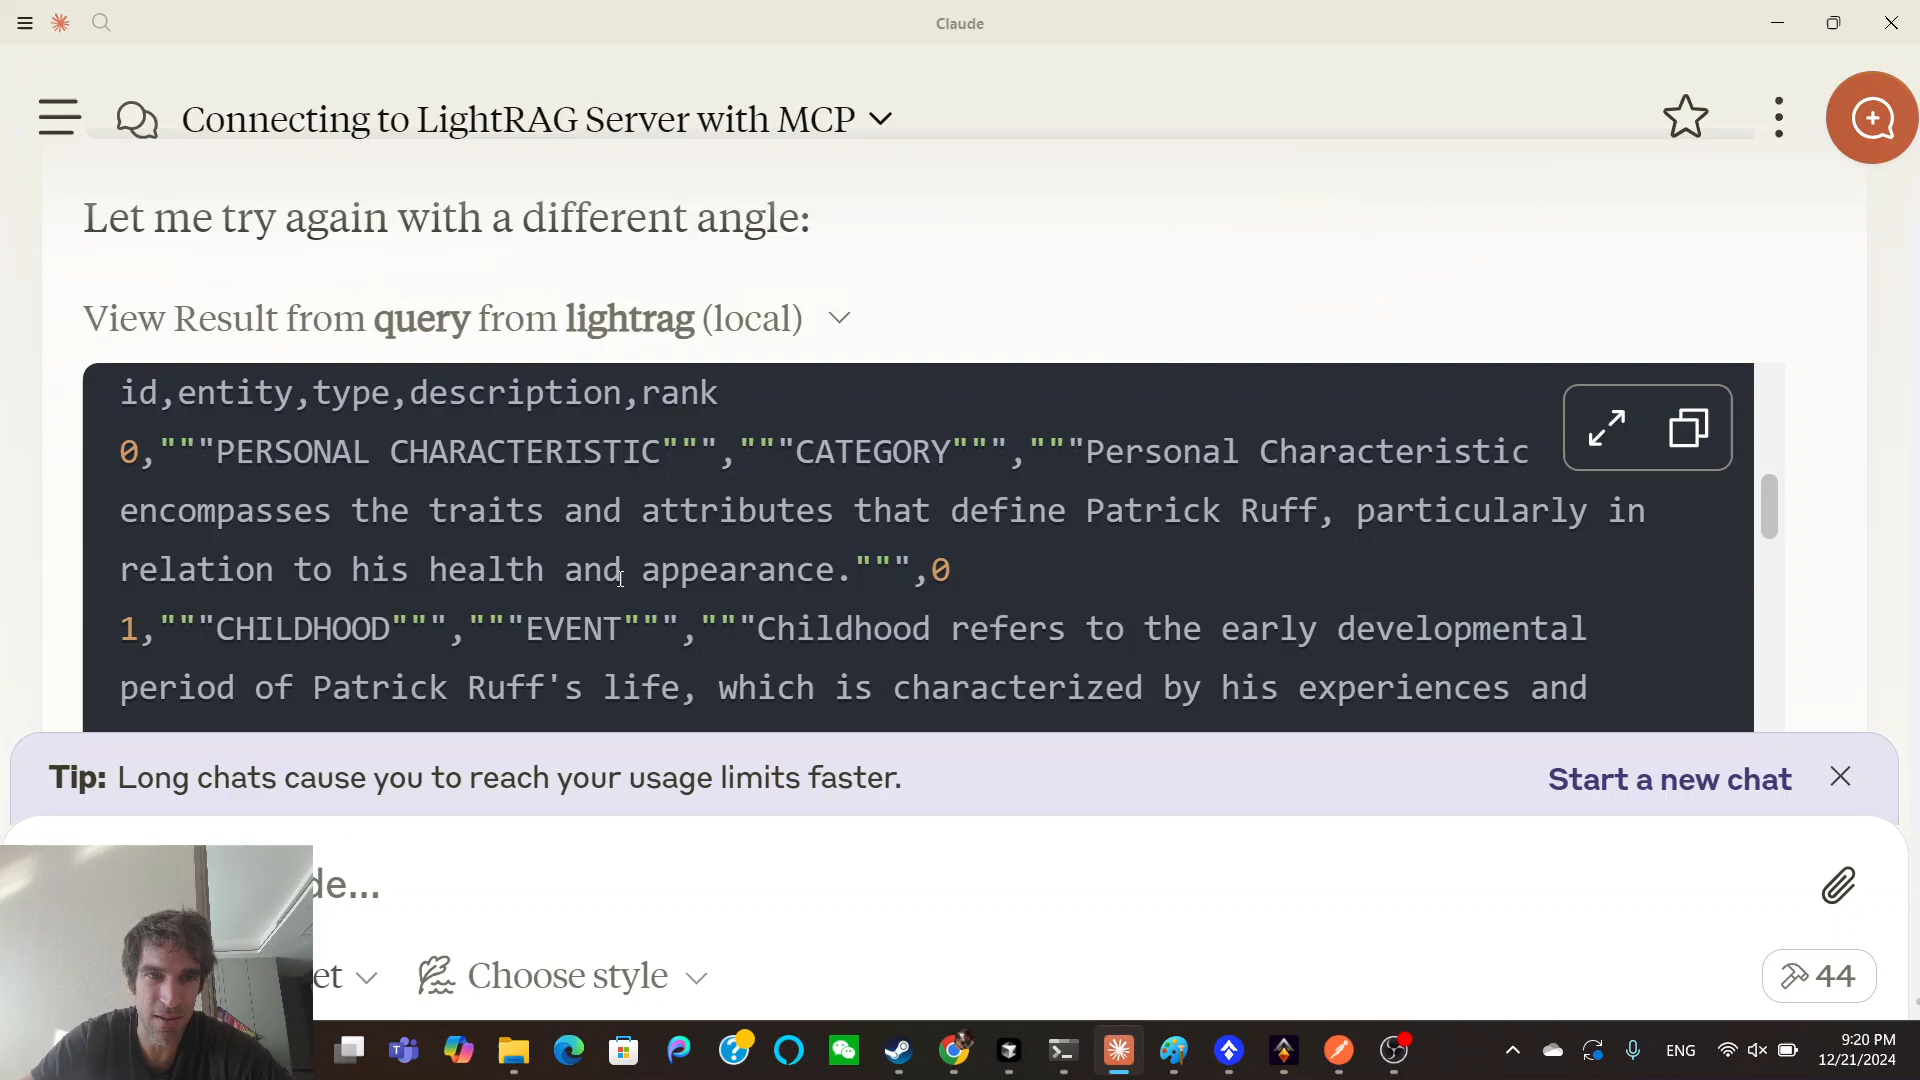 Claude
Connecting to LightRAG Server with MCP
Let me try again with a different angle:
View Result from query from lightrag (local)
id,entity,type,description,rank
0,"""PERSONAL CHARACTERISTIC""","""CATEGORY""","""Personal Characteristic
encompasses the traits and attributes that define Patrick Ruff, particularly in
relation to his health and appearance.""",0
1,"""CHILDHOOD""","""EVENT""","""Childhood refers to the early developmental
period of Patrick Ruff's life, which is characterized by his experiences and
Tip: Long chats cause you to reach your usage limits faster.
Start a new chat
de...
et
Choose style
44
ENG
9:20 PM
12/21/2024